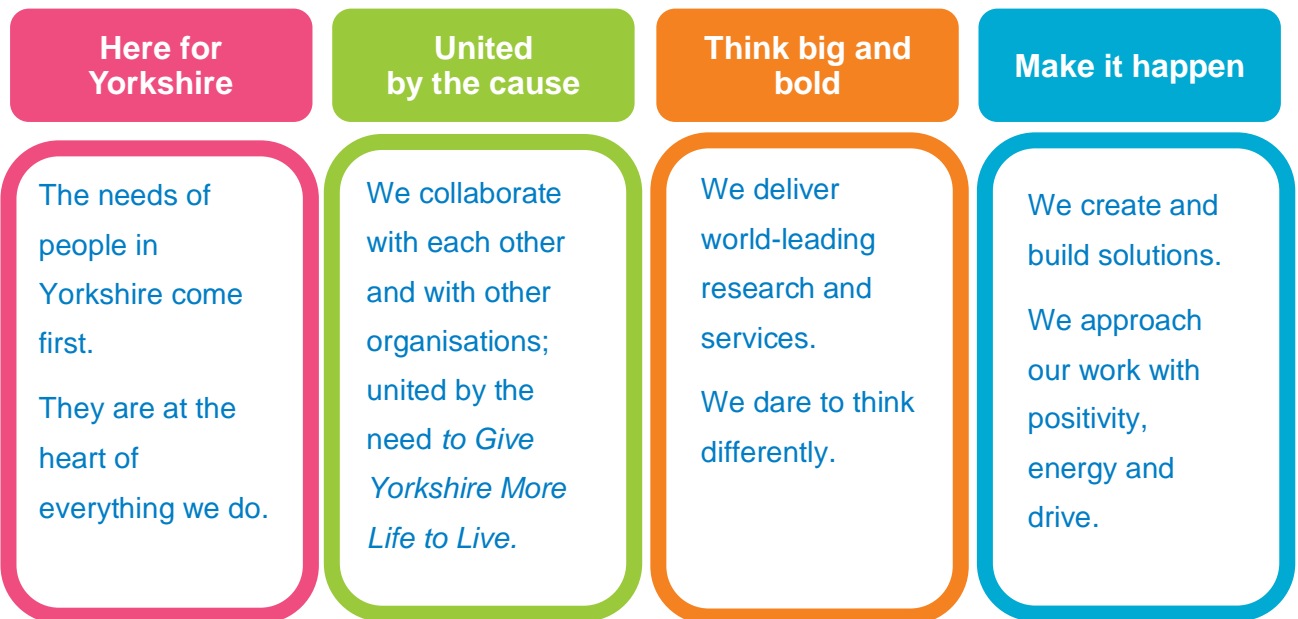 Here for
Yorkshire
The needs of
people in
Yorkshire come
first.
They are at the
heart of
everything we do.
United
by the cause
We collaborate
with each other
and with other
organisations;
united by the
need to Give
Yorkshire More
Life to Live.
Think big and
bold
We deliver
world-leading
research and
services.
We dare to think
differently.
Make it happen
We create and
build solutions.
We approach
our work with
positivity,
energy and
drive.